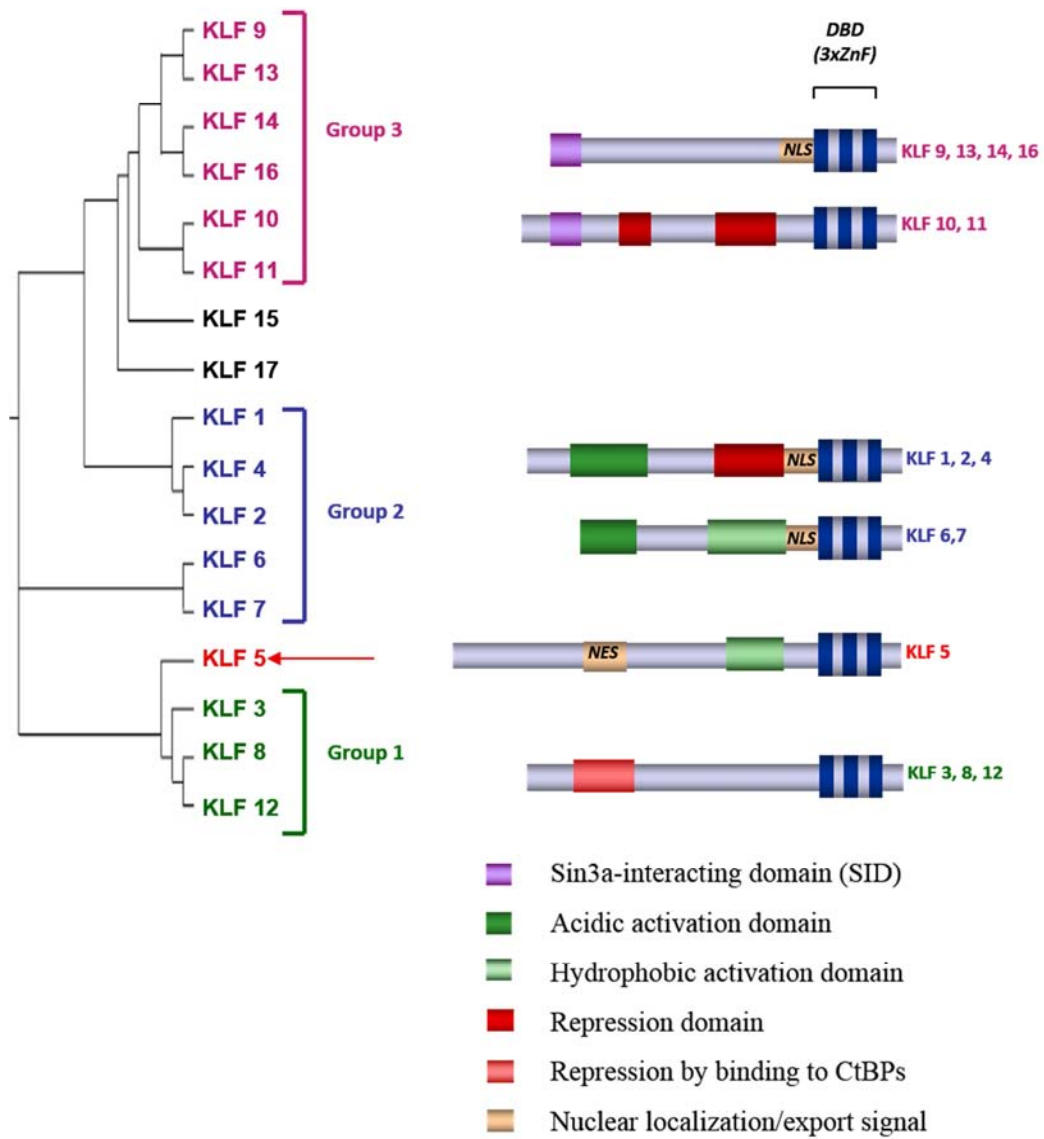 KLF 9
KLF 13
KLF 14
KLF 16
KLF 10
KLF 11
Group 3
KLF 15
KLF 17
KLF 1
KLF 4
KLF 2
KLF 6
KLF 7
Group 2
KLF 5
KLF 3
KLF 8
KLF 12
Group 1
DBD
(3xZnF)
NLS
KLF 9, 13, 14, 16
KLF 10, 11
NLS
KLF 1, 2, 4
NLS
KLF 6,7
NES
KLF 5
KLF 3, 8, 12
Sin3a-interacting domain (SID)
Acidic activation domain
Hydrophobic activation domain
Repression domain
Repression by binding to CtBPs
Nuclear localization/export signal